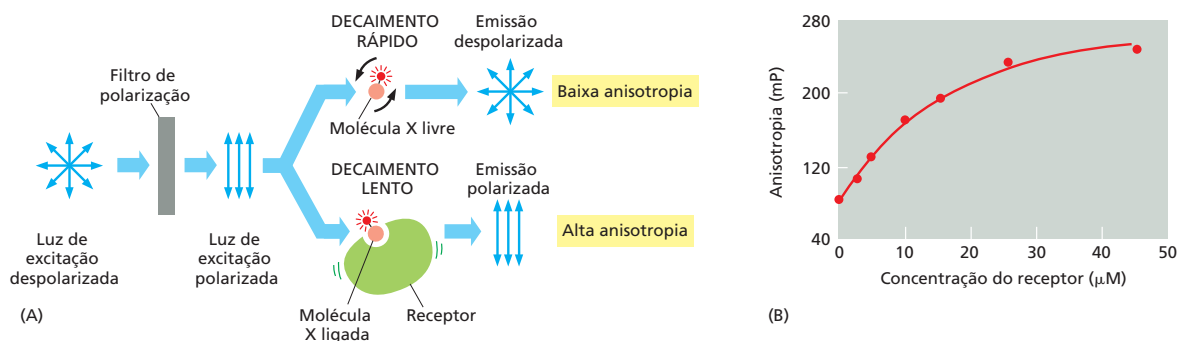 Filtro de
polarização
Luz de
excitação
despolarizada
Luz de
excitação
polarizada
DECAIMENTO
RÁPIDO
Molécula X livre
Emissão
despolarizada
Baixa anisotropia
DECAIMENTO
LENTO
Emissão
polarizada
Alta anisotropia
Molécula
X ligada
Receptor
(A)
Anisotropia (mP)
280
200
120
40
0
10
20
30
40
50
Concentração do receptor (μM)
(B)